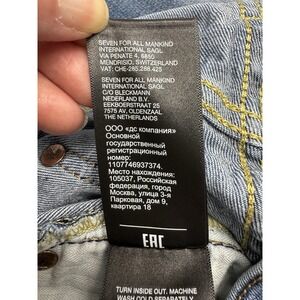 SEVEN FOR ALL MANKIND
INTERNATIONAL SAGL
VIA PENATE 4, 6850
MENDRISIO, SWITZERLAND
VAT: CHE-285.288.425
SEVEN FOR ALL MANKIND
INTERNATIONAL SAGL
C/O BLECKMANN
NEDERLAND B.V.
EEKBOERSTRAAT 25
7575 AV, OLDENZAAL
THE NETHERLANDS
ООО «дс компания»
Основной
государственный
регистрационный
номер:
1107746937374.
Место нахождения:
105037, Российская
федерация, город
Москва, улица 3-я
Парковая, дом 9,
квартира 18
EAC
TURN INSIDE OUT. MACHINE
WASH COLD SEPARATELY